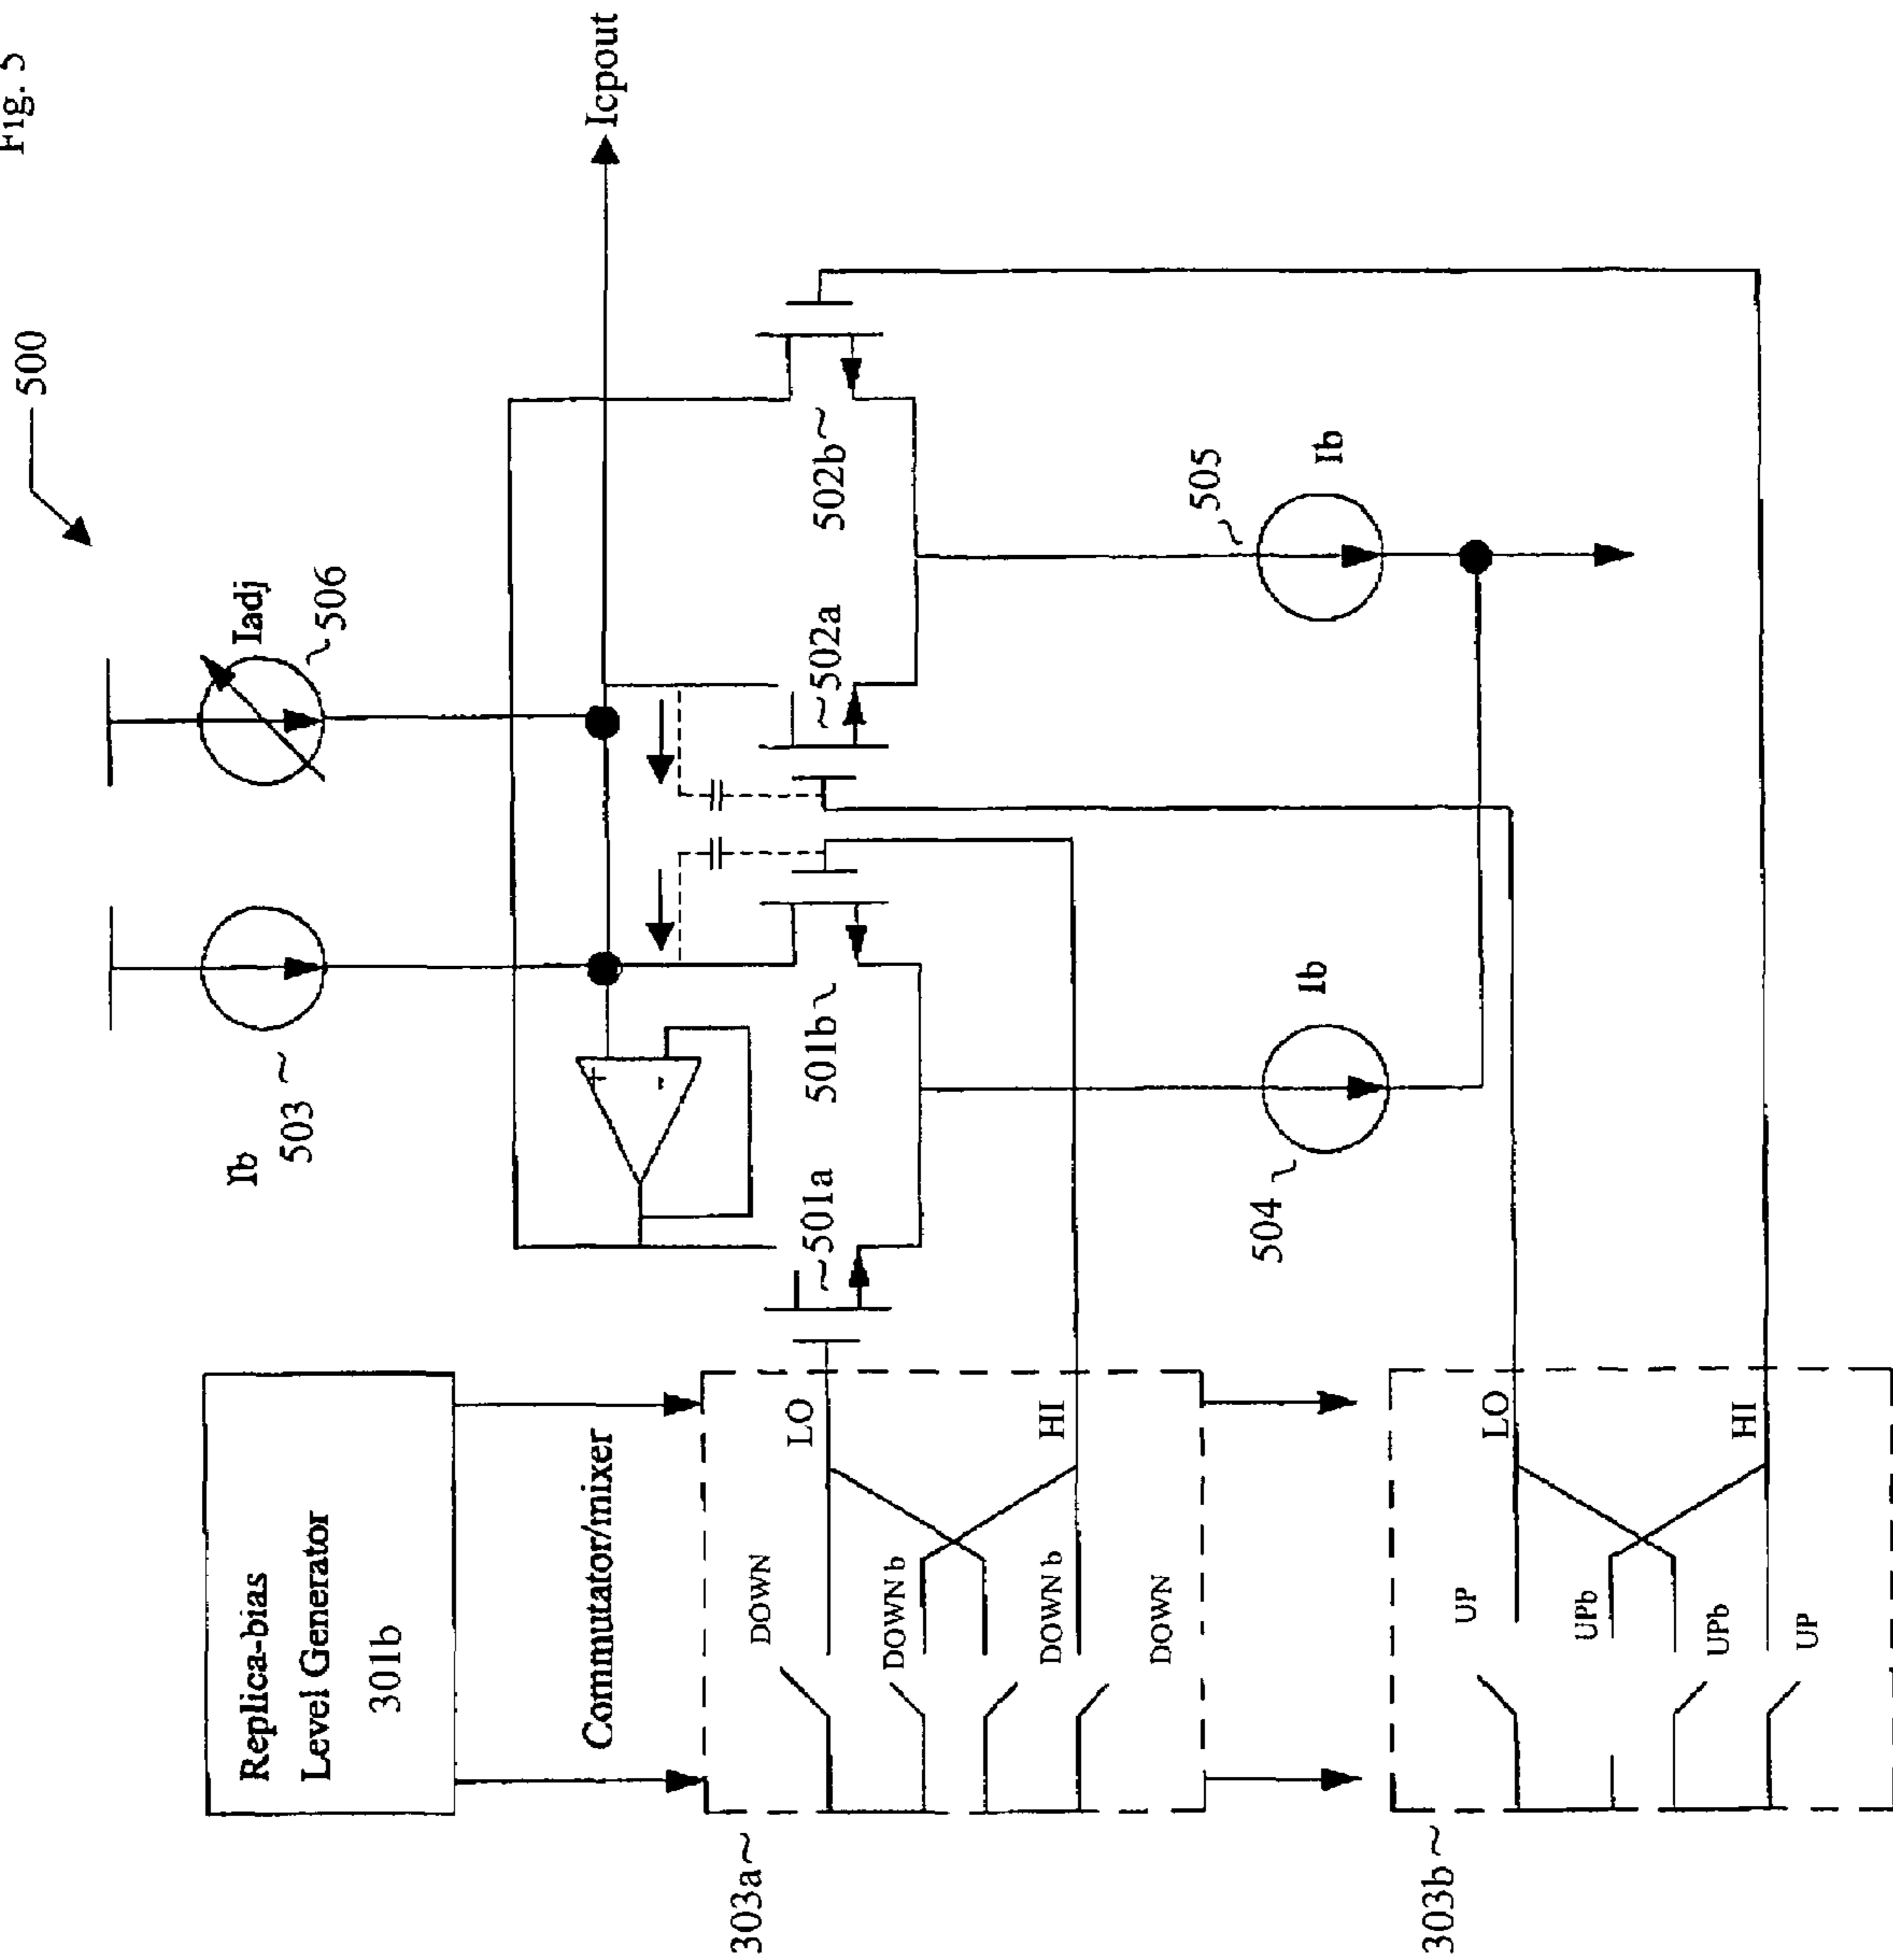 Fig. 5
500
Ib
503
Iadj
506
Icpout
Replica-bias
Level Generator
301b
Commutator/mixer
+
-
501a
501b
502a
502b
303a
DOWN
LO
DOWN b
DOWN b
HI
DOWN
504
Ib
505
Ib
303b
UP
LO
UPb
UPb
HI
UP